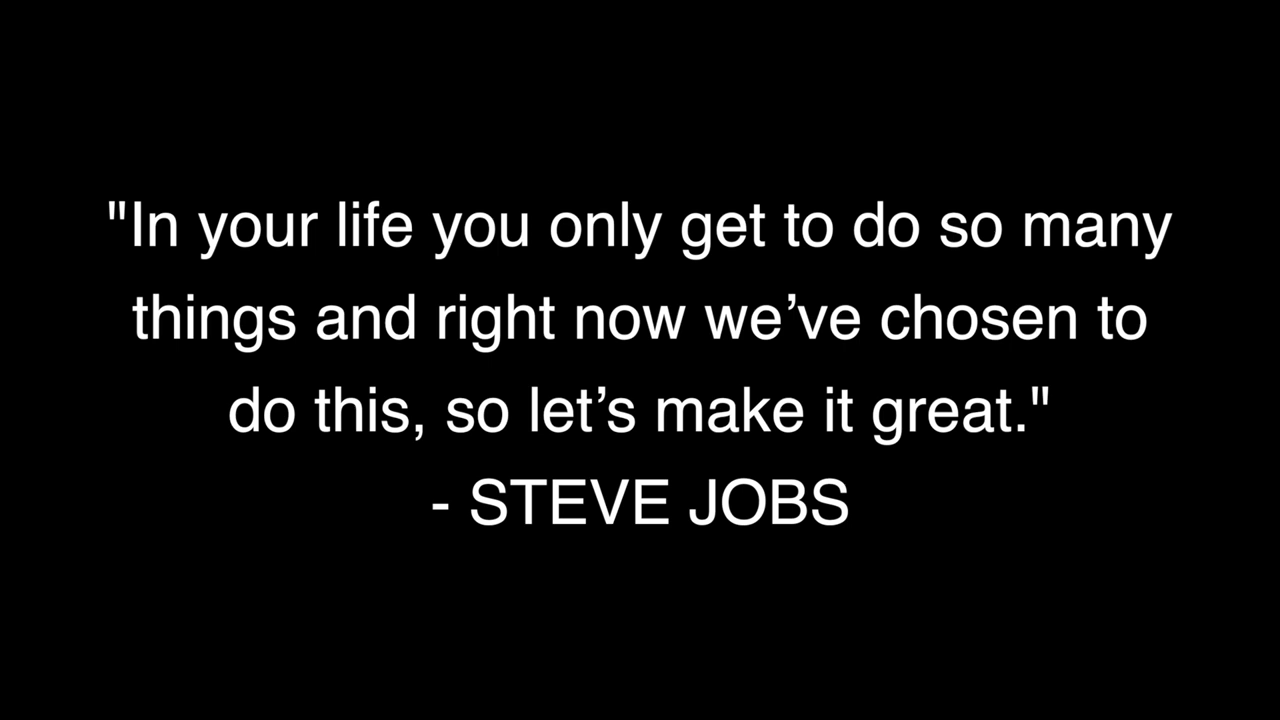 "In your life you only get to do so many
things and right now we’ve chosen to
do this, so let’s make it great."
- STEVE JOBS